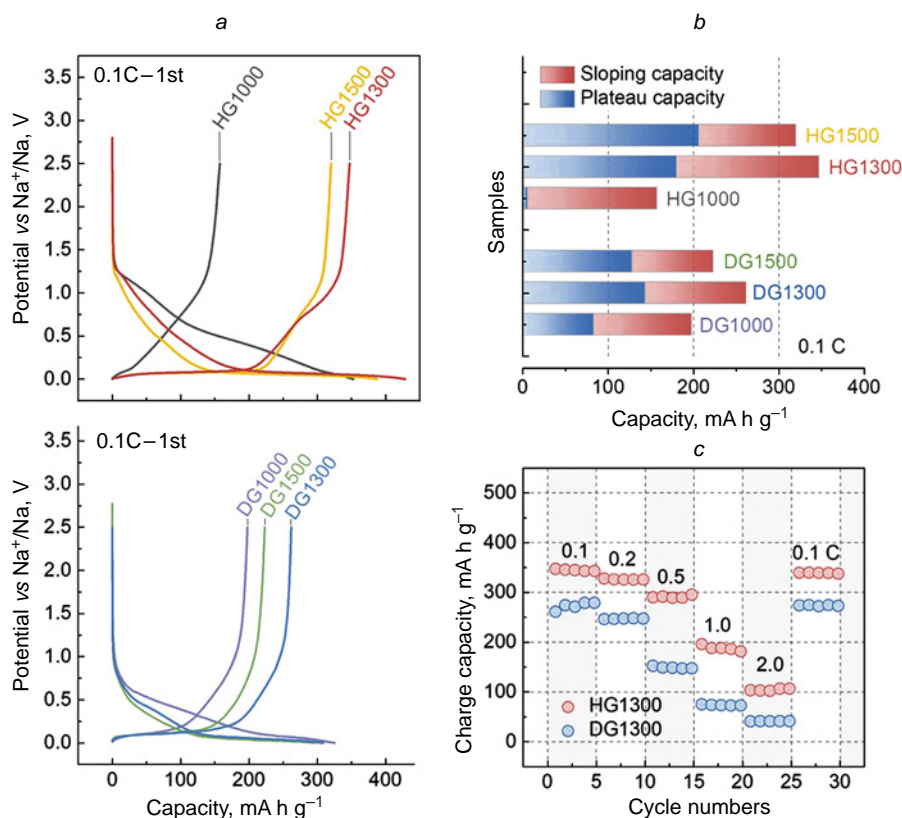 a
0.1C–1st
HG1000
HG1500
HG1300
Potential vs Na⁺/Na, V
3.5
3.0
2.5
2.0
1.5
1.0
0.5
0.0
0.1C–1st
DG1000
DG1500
DG1300
Potential vs Na⁺/Na, V
3.5
3.0
2.5
2.0
1.5
1.0
0.5
0.0
0 100 200 300 400
Capacity, mA h g⁻¹
b
Sloping capacity
Plateau capacity
Samples
HG1500
HG1300
HG1000
DG1500
DG1300
DG1000
0.1 C
0 100 200 300 400
Capacity, mA h g⁻¹
c
Charge capacity, mA h g⁻¹
500
400
300
200
100
0
0.1 0.2 0.5 1.0 2.0 0.1 C
HG1300
DG1300
0 5 10 15 20 25 30
Cycle numbers